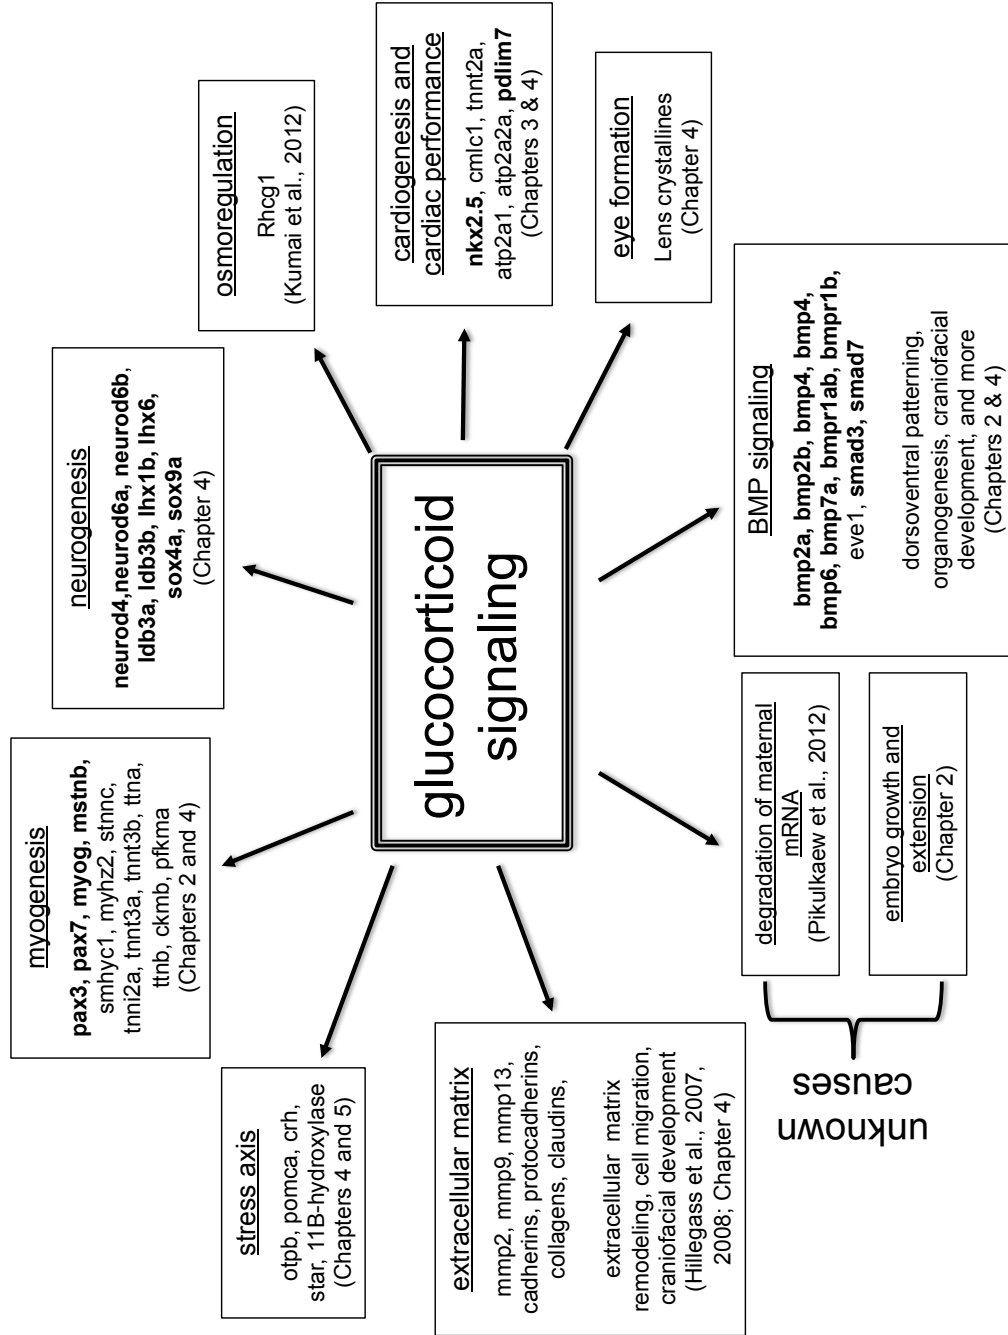 myogenesis
pax3, pax7, myog, mstnb,
smhyc1, myhz2, stnnc,
tnni2a, tnnt3a, tnnt3b, ttna,
ttnb, ckmb, pfkma
(Chapters 2 and 4)
neurogenesis
neurod4,neurod6a, neurod6b,
ldb3a, ldb3b, lhx1b, lhx6,
sox4a, sox9a
(Chapter 4)
osmoregulation
Rhcg1
(Kumai et al., 2012)
stress axis
otpb, pomca, crh,
star, 11B-hydroxylase
(Chapters 4 and 5)
glucocorticoid
signaling
cardiogenesis and
cardiac performance
nkx2.5, cmlc1, tnnt2a,
atp2a1, atp2a2a, pdlim7
(Chapters 3 & 4)
extracellular matrix
mmp2, mmp9, mmp13,
cadherins, protocadherins,
collagens, claudins,
extracellular matrix
remodeling, cell migration,
craniofacial development
(Hillegass et al., 2007,
2008; Chapter 4)
eye formation
Lens crystallines
(Chapter 4)
degradation of maternal
mRNA
(Pikulkaew et al., 2012)
embryo growth and
extension
(Chapter 2)
unknown
causes
BMP signaling
bmp2a, bmp2b, bmp4, bmp4,
bmp6, bmp7a, bmpr1ab, bmpr1b,
eve1, smad3, smad7
dorsoventral patterning,
organogenesis, craniofacial
development, and more
(Chapters 2 & 4)